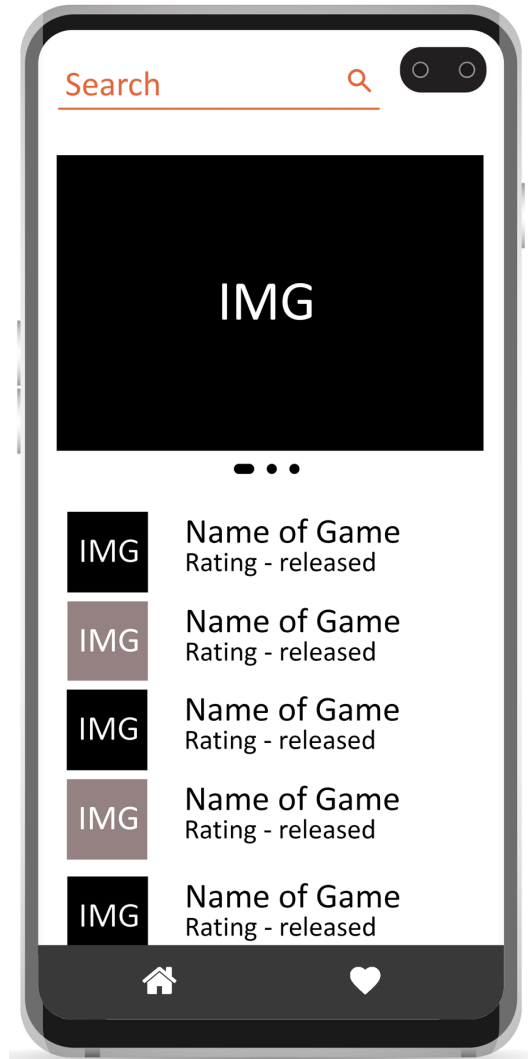 Search
IMG
IMG
Name of Game
Rating - released
IMG
Name of Game
Rating - released
IMG
Name of Game
Rating - released
IMG
Name of Game
Rating - released
IMG
Name of Game
Rating - released